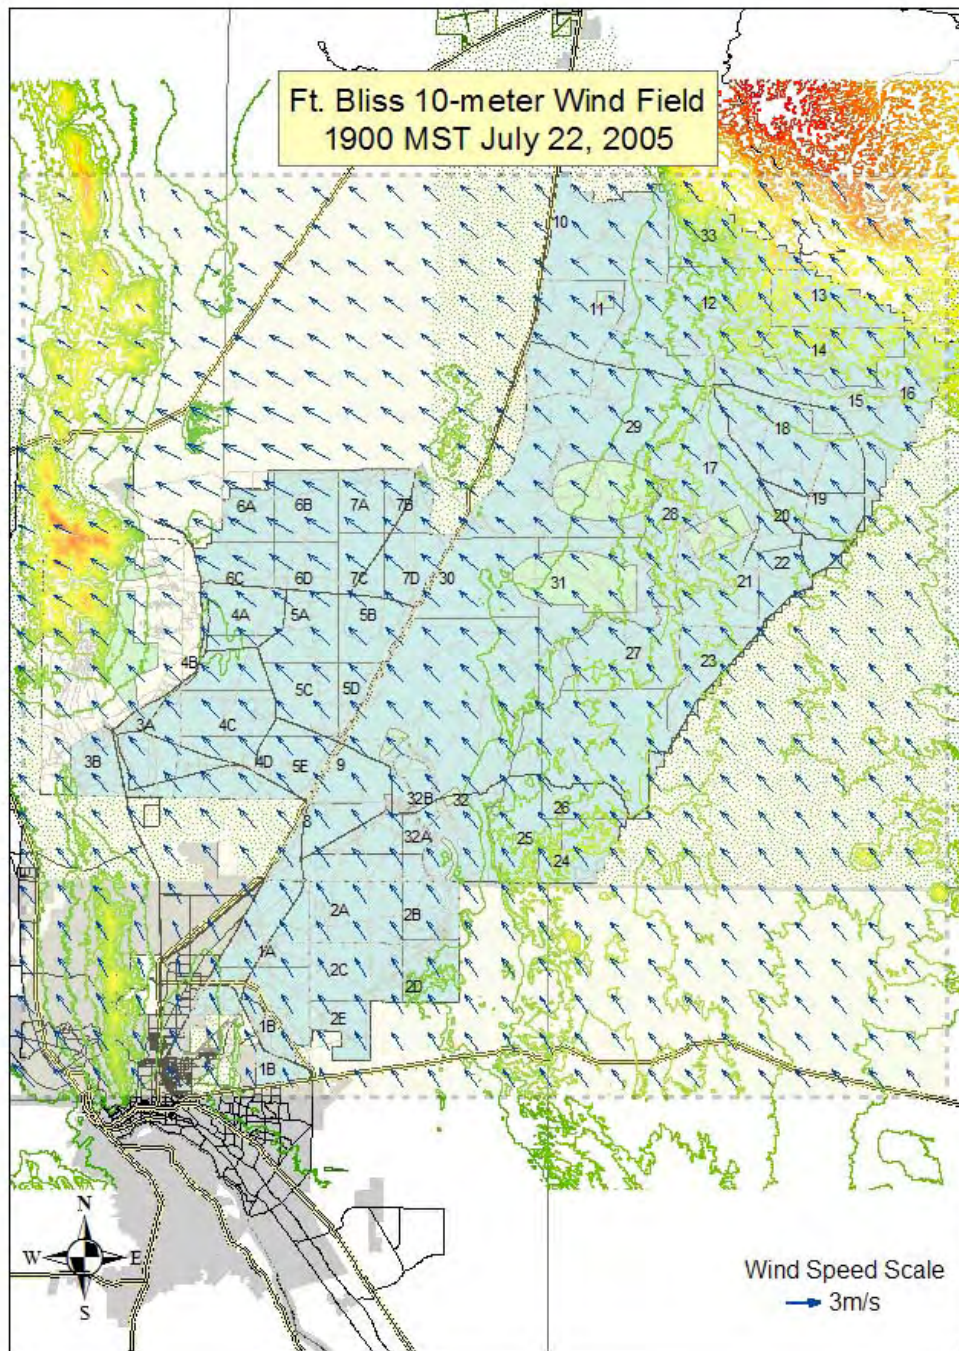 Ft. Bliss 10-meter Wind Field
1900 MST July 22, 2005
10
33
11
12
13
14
15
16
29
18
17
6A
6B
7A
7B
19
28
20
6C
6D
7C
7D
30
31
21
22
4A
5A
5B
4B
27
23
5C
5D
3A
4C
3B
4D
5E
9
32B
32
26
8
32A
25
24
2A
2B
1A
2C
2D
1B
2E
1B
N
W
E
S
Wind Speed Scale
3m/s